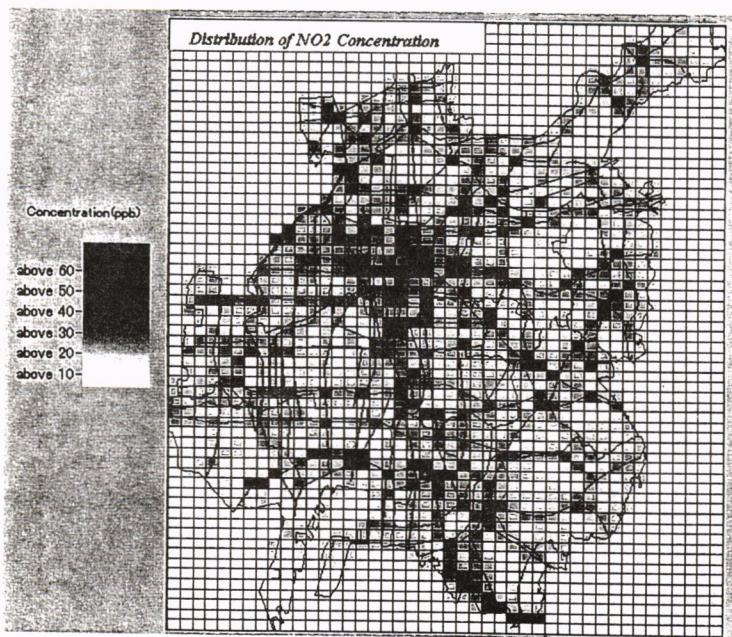 Distribution of NO2 Concentration
Concentration(ppb)
above 60
above 50
above 40
above 30
above 20
above 10